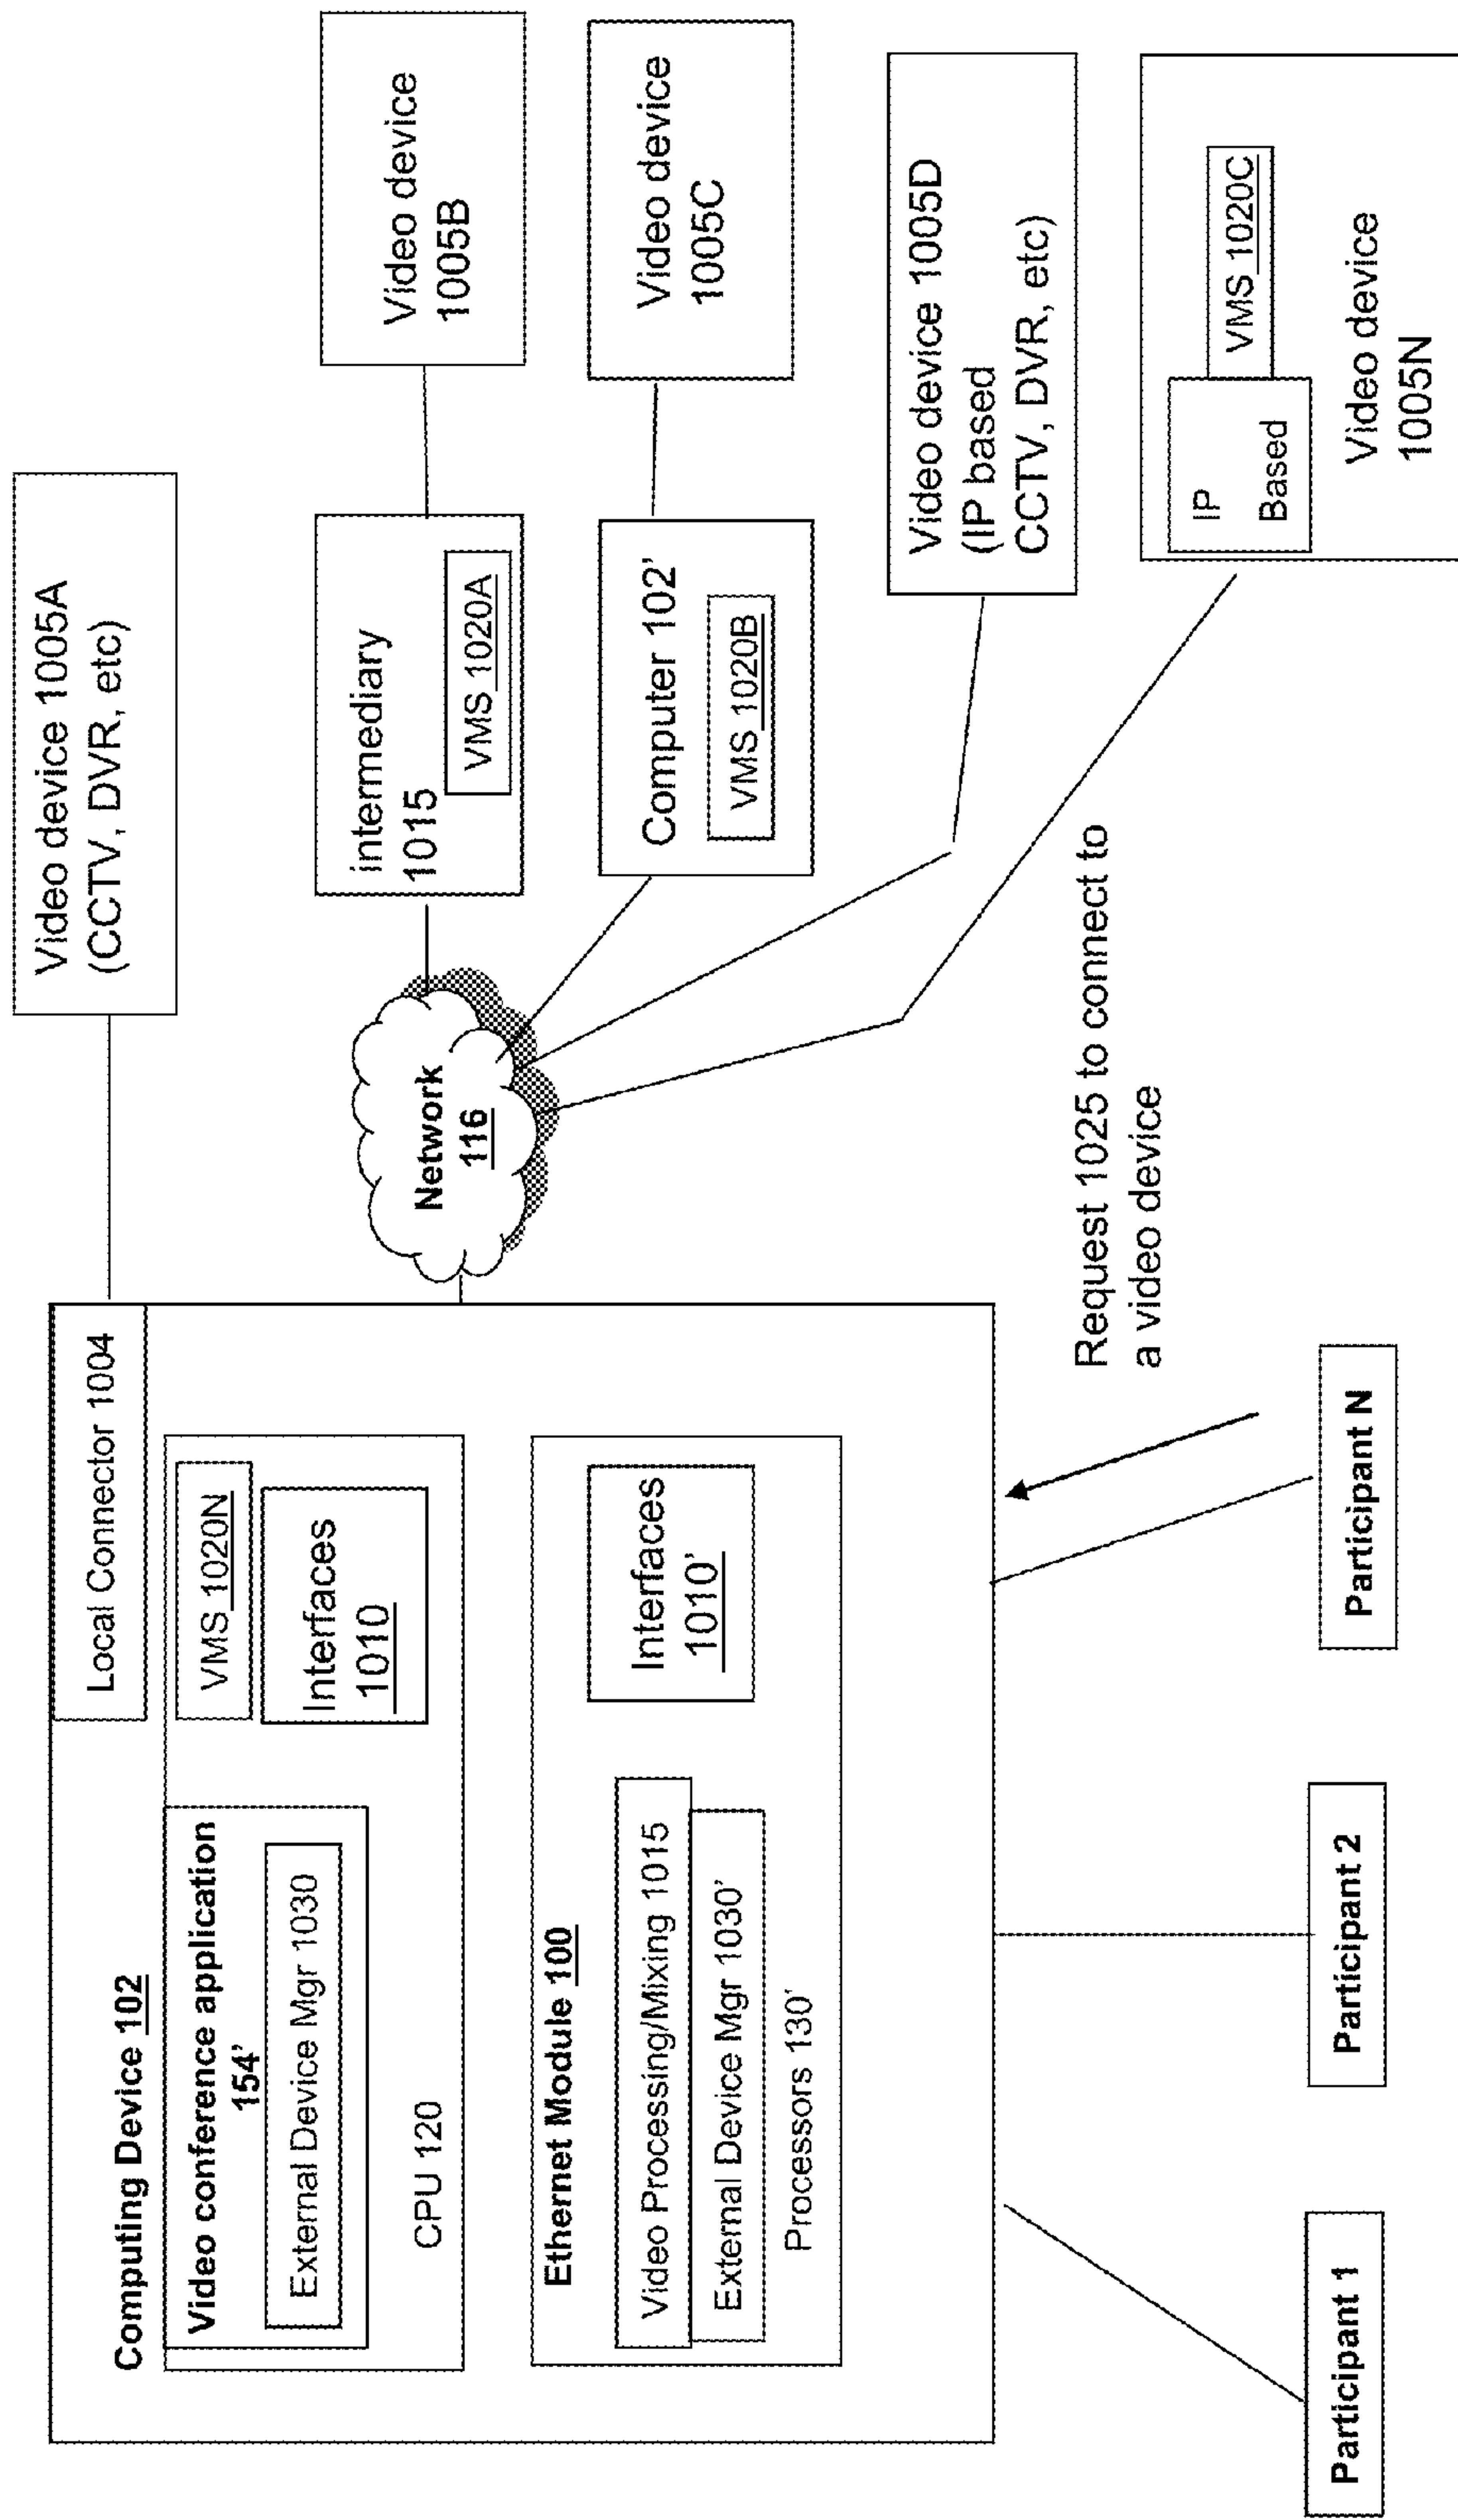 Computing Device 102
Local Connector 1004
Video conference application
154'
External Device Mgr 1030
CPU 120
VMS 1020N
Interfaces
1010
Ethernet Module 100
Video Processing/Mixing 1015
External Device Mgr 1030'
Processors 130'
Interfaces
1010'
Participant 1
Participant 2
Participant N
Request 1025 to connect to
a video device
Network
116
Video device 1005A
(CCTV, DVR, etc)
intermediary
1015
VMS 1020A
Video device
1005B
Computer 102'
VMS 1020B
Video device
1005C
Video device 1005D
(IP based
CCTV, DVR, etc)
IP
Based
VMS 1020C
Video device
1005N